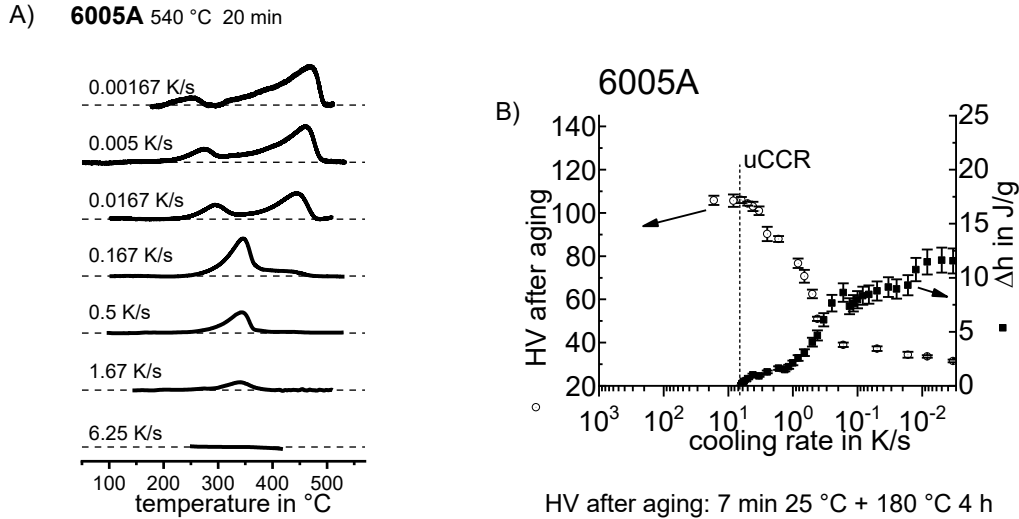 A) 6005A 540 °C 20 min
0.00167 K/s
0.005 K/s
0.0167 K/s
0.167 K/s
0.5 K/s
1.67 K/s
6.25 K/s
100 200 300 400 500
temperature in °C
B) 6005A
uCCR
HV after aging
140
120
100
80
60
40
20
Δh in J/g
25
20
15
10
5
0
10³ 10² 10¹ 10⁰ 10⁻¹ 10⁻²
cooling rate in K/s
HV after aging: 7 min 25 °C + 180 °C 4 h